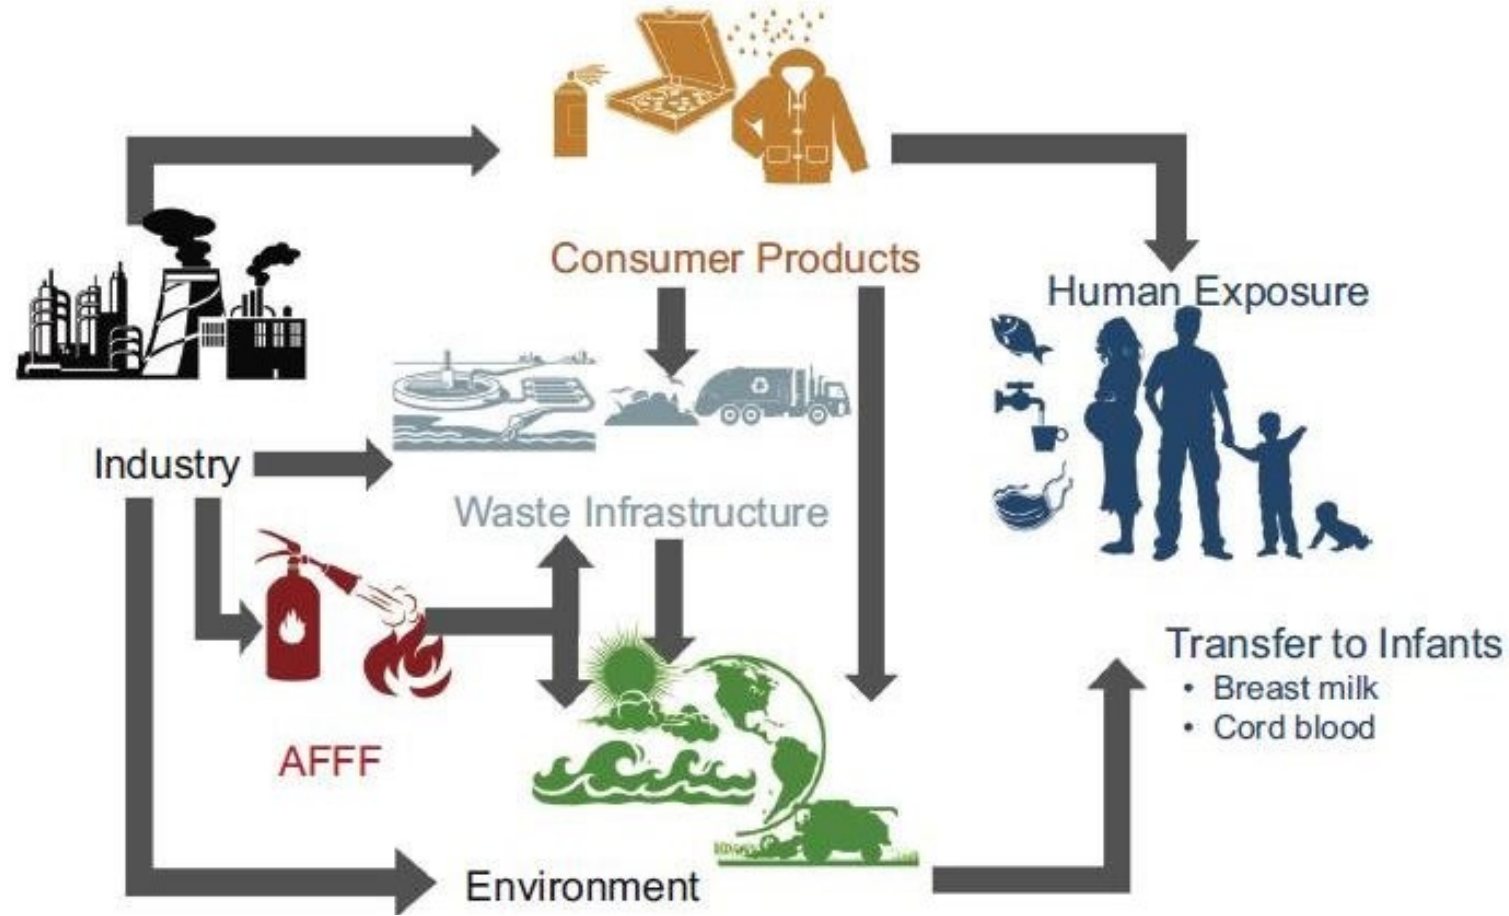 Consumer Products
Human Exposure
Industry
Waste Infrastructure
Transfer to Infants
• Breast milk
• Cord blood
AFFF
Environment